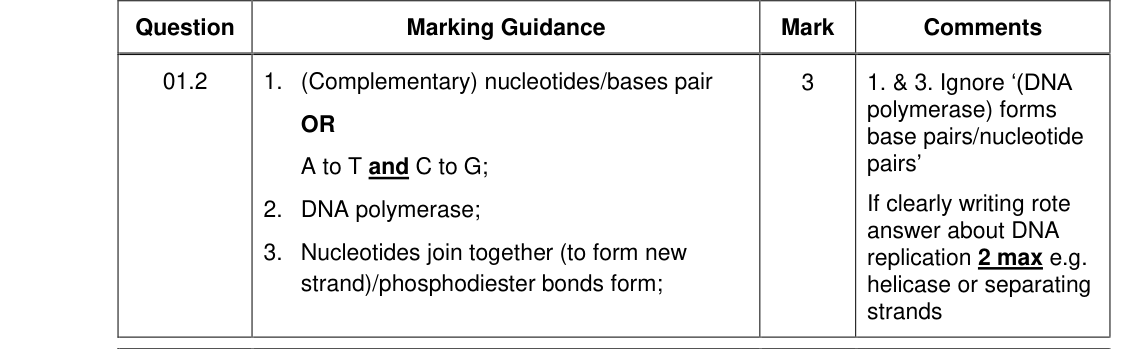 Question Marking Guidance Mark Comments
01.2
1. (Complementary) nucleotides/bases pair
OR
A to T and C to G;
2. DNA polymerase;
3. Nucleotides join together (to form new
strand)/phosphodiester bonds form;
3
1. & 3. Ignore ‘(DNA
polymerase) forms
base pairs/nucleotide
pairs’
If clearly writing rote
answer about DNA
replication 2 max e.g.
helicase or separating
strands